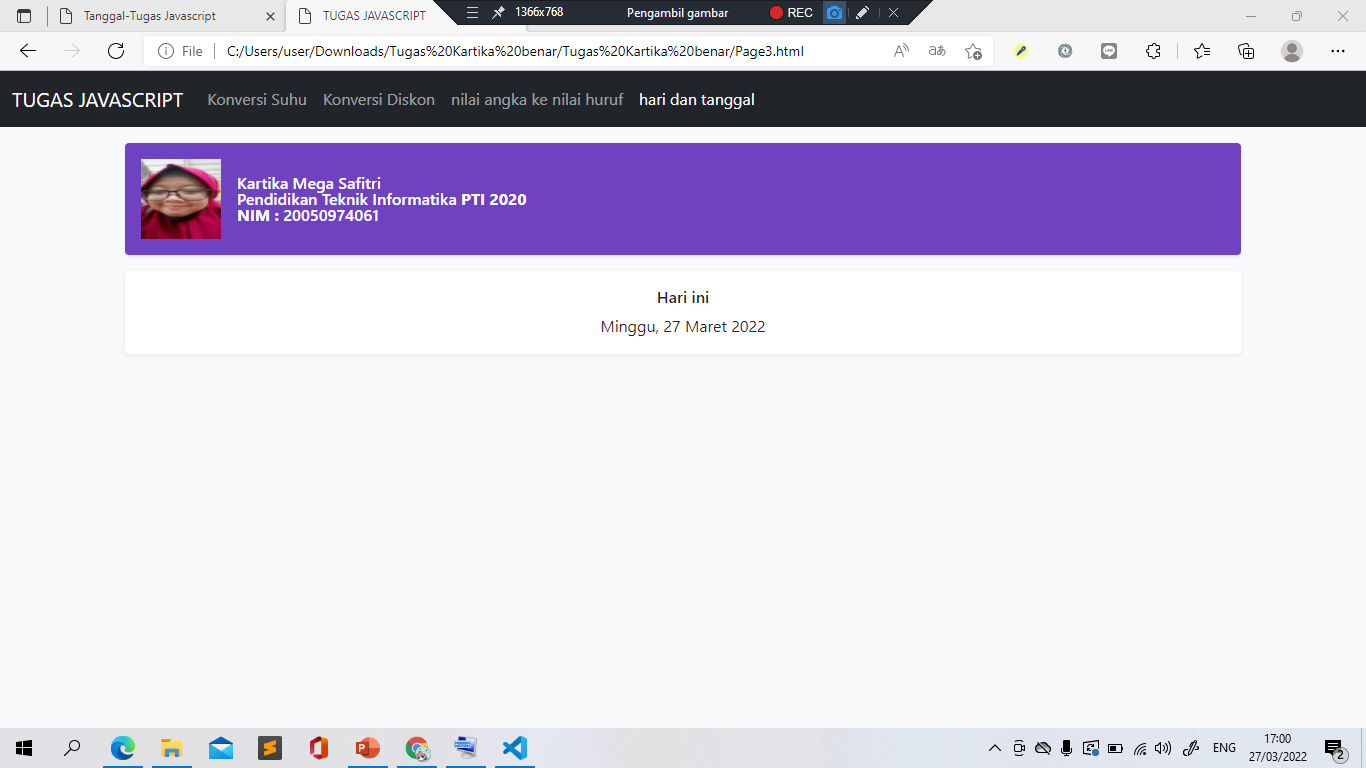 Tanggal-Tugas Javascript
TUGAS JAVASCRIPT
1366x768
Pengambil gambar
REC
File
C:/Users/user/Downloads/Tugas%20Kartika%20benar/Tugas%20Kartika%20benar/Page3.html
TUGAS JAVASCRIPT Konversi Suhu Konversi Diskon nilai angka ke nilai huruf hari dan tanggal
Kartika Mega Safitri
Pendidikan Teknik Informatika PTI 2020
NIM : 20050974061
Hari ini
Minggu, 27 Maret 2022
ENG
17:00
27/03/2022
2